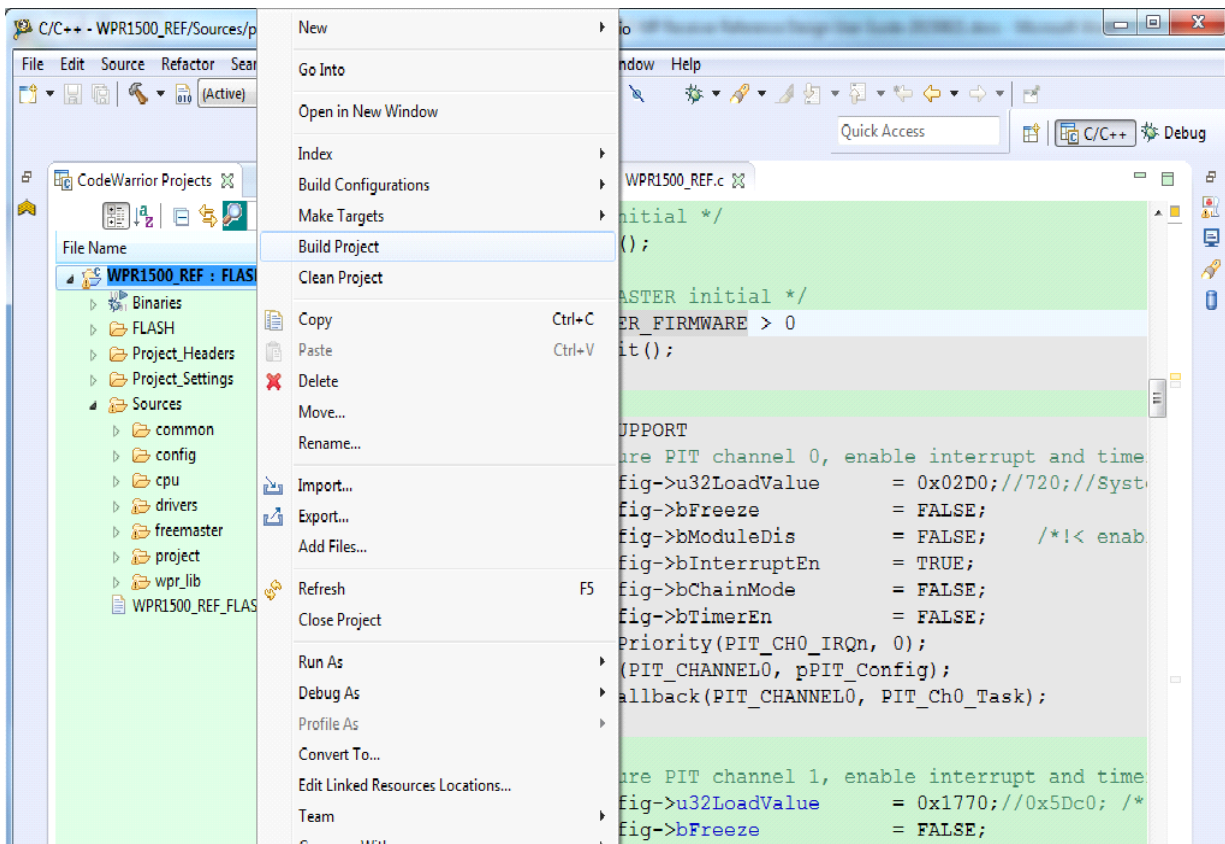 C/C++ - WPR1500_REF/Sources/p
io
File Edit Source Refactor Sear
ndow Help
(Active)
Quick Access
C/C++
Debug
CodeWarrior Projects
File Name
WPR1500_REF : FLAS
Binaries
FLASH
Project_Headers
Project_Settings
Sources
common
config
cpu
drivers
freemaster
project
wpr_lib
WPR1500_REF_FLAS
New
Go Into
Open in New Window
Index
Build Configurations
Make Targets
Build Project
Clean Project
Copy Ctrl+C
Paste Ctrl+V
Delete
Move...
Rename...
Import...
Export...
Add Files...
Refresh F5
Close Project
Run As
Debug As
Profile As
Convert To...
Edit Linked Resources Locations...
Team
WPR1500_REF.c
nitial */
();
ASTER initial */
ER_FIRMWARE > 0
it();
UPPORT
ure PIT channel 0, enable interrupt and time
fig->u32LoadValue = 0x02D0;//720;//Syst
fig->bFreeze = FALSE;
fig->bModuleDis = FALSE; /*!< enab
fig->bInterruptEn = TRUE;
fig->bChainMode = FALSE;
fig->bTimerEn = FALSE;
Priority(PIT_CH0_IRQn, 0);
(PIT_CHANNEL0, pPIT_Config);
allback(PIT_CHANNEL0, PIT_Ch0_Task);
ure PIT channel 1, enable interrupt and time
fig->u32LoadValue = 0x1770;//0x5Dc0; /*
fig->bFreeze = FALSE;